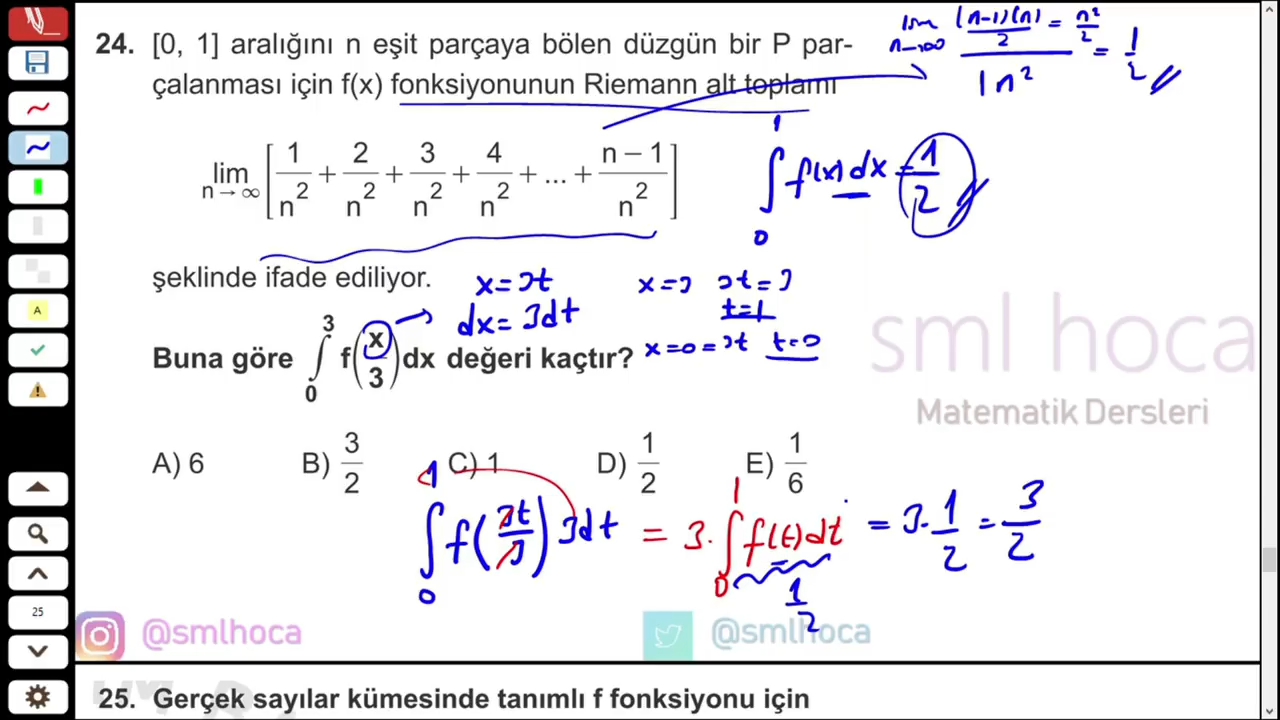 24. [0, 1] aralığını n eşit parçaya bölen düzgün bir P par-
çalanması için f(x) fonksiyonunun Riemann alt toplamı
lim n→∞ [1/n² + 2/n² + 3/n² + 4/n² + ... + n − 1/n²]
lim n→∞ (n-1)(n)/2 = n²/2 / 1n² = 1/2
∫₀¹ f(x) dx = 1/2
şeklinde ifade ediliyor.
x = 3t
dx = 3dt
x=3 3t=3
t=1
x=0=3t t=0
Buna göre ∫₀³ f(x/3)dx değeri kaçtır?
A) 6 B) 3/2 C) 1 D) 1/2 E) 1/6
∫₀¹ f(3t/3) 3dt = 3. ∫₀¹ f(t)dt = 3. 1/2 = 3/2
1/2
sml hoca
Matematik Dersleri
@smlhoca
@smlhoca
25. Gerçek sayılar kümesinde tanımlı f fonksiyonu için
25
A